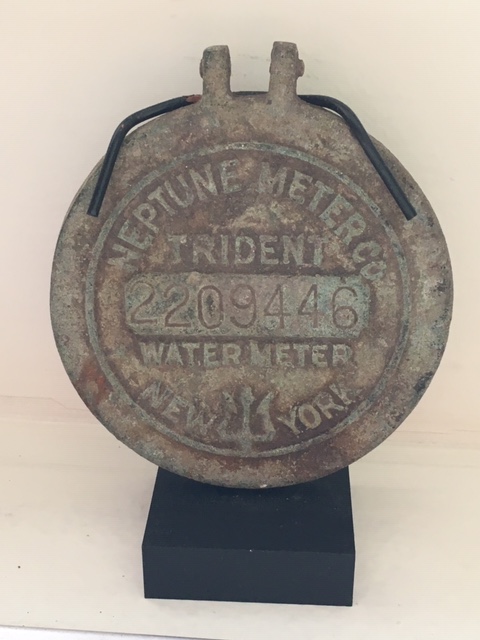 NEPTUNE METER CO.
TRIDENT
2209446
WATER METER
NEW YORK